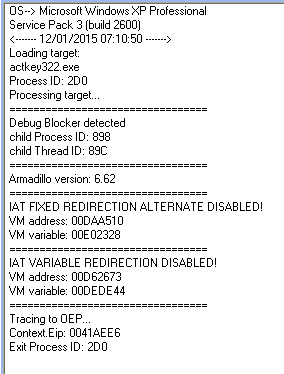 OS--> Microsoft Windows XP Professional
Service Pack 3 (build 2600)
<------- 12/01/2015 07:10:50 ------->
Loading target:
actkey322.exe
Process ID: 2D0
Processing target...
=================================
Debug Blocker detected
child Process ID: 898
child Thread ID: 89C
=================================
Armadillo version: 6.62
=================================
IAT FIXED REDIRECTION ALTERNATE DISABLED!
VM address: 00DAA510
VM variable: 00E02328
=================================
IAT VARIABLE REDIRECTION DISABLED!
VM address: 00D62673
VM variable: 00DEDE44
=================================
Tracing to OEP...
Context.Eip: 0041AEE6
Exit Process ID: 2D0